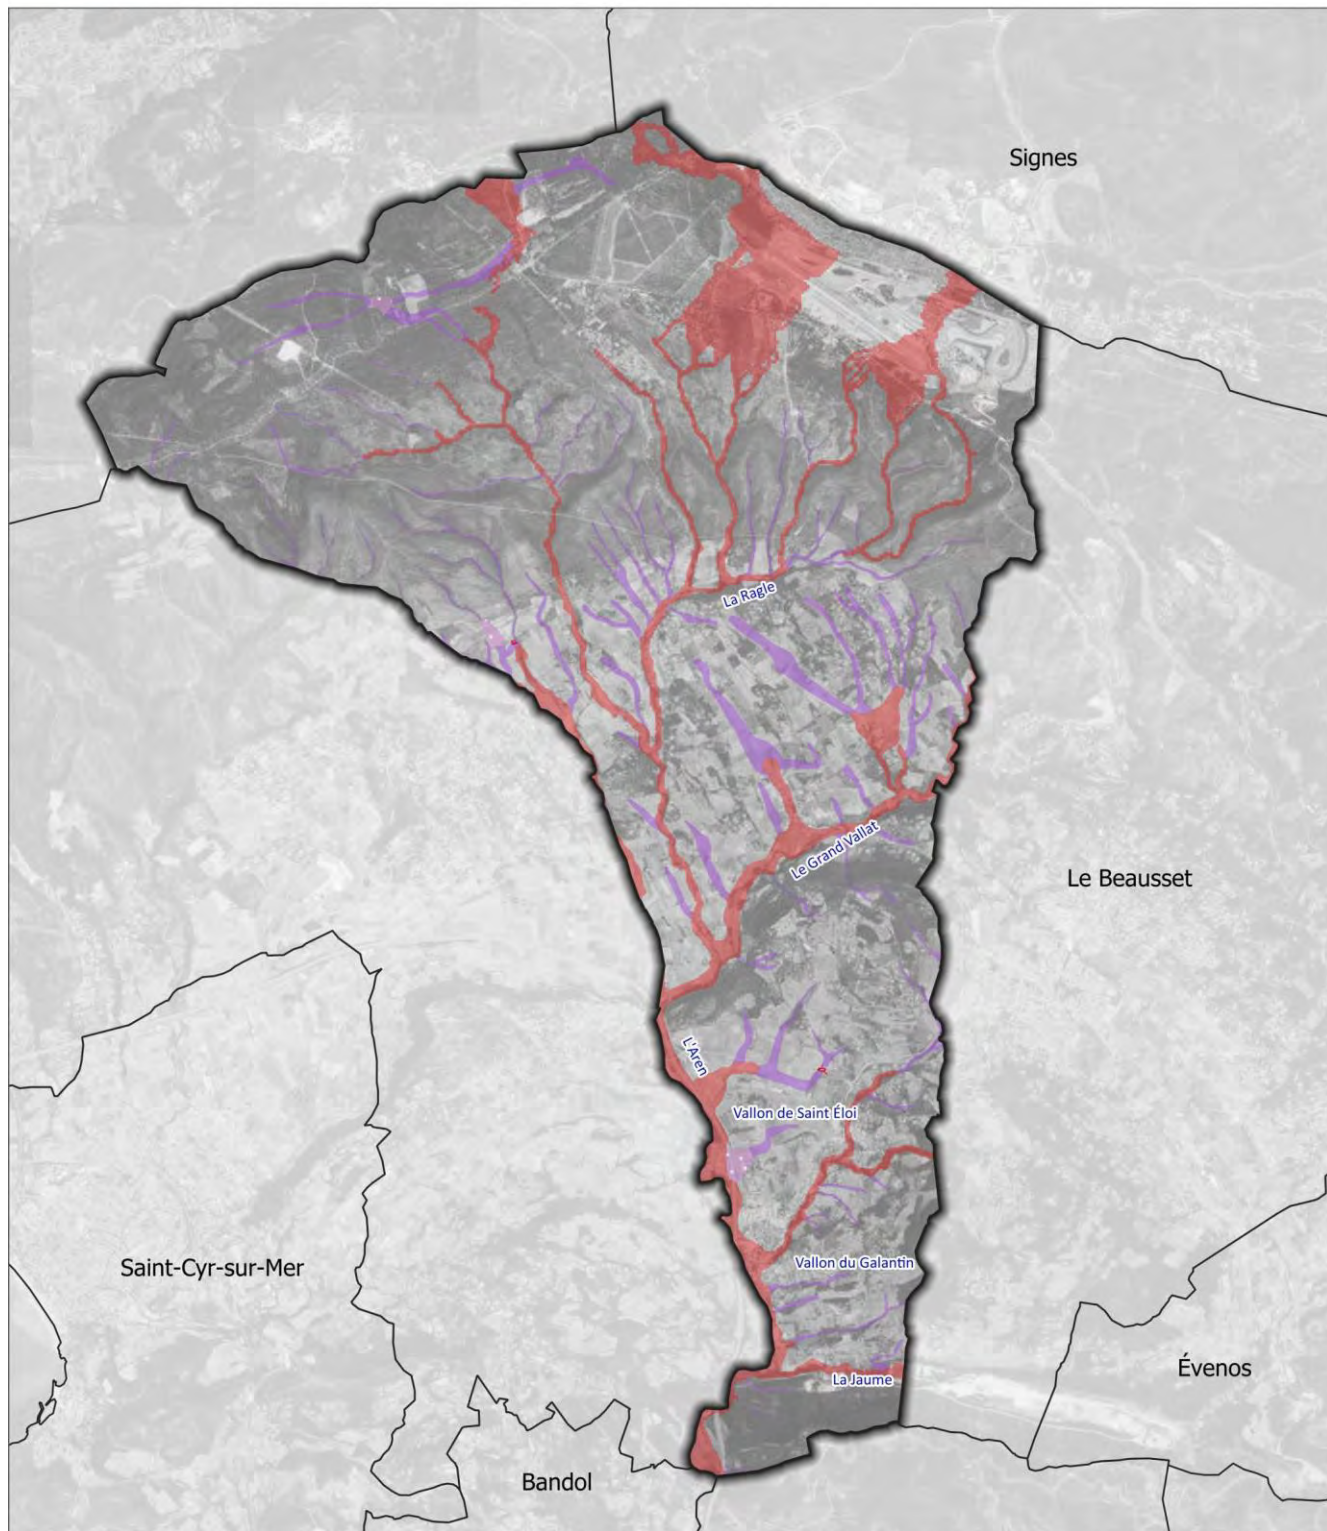 Signes
La Ragle
Le Grand Vallat
Le Beausset
L'Aren
Vallon de Saint Éloi
Vallon du Galantin
Saint-Cyr-sur-Mer
La Jaume
Évenos
Bandol